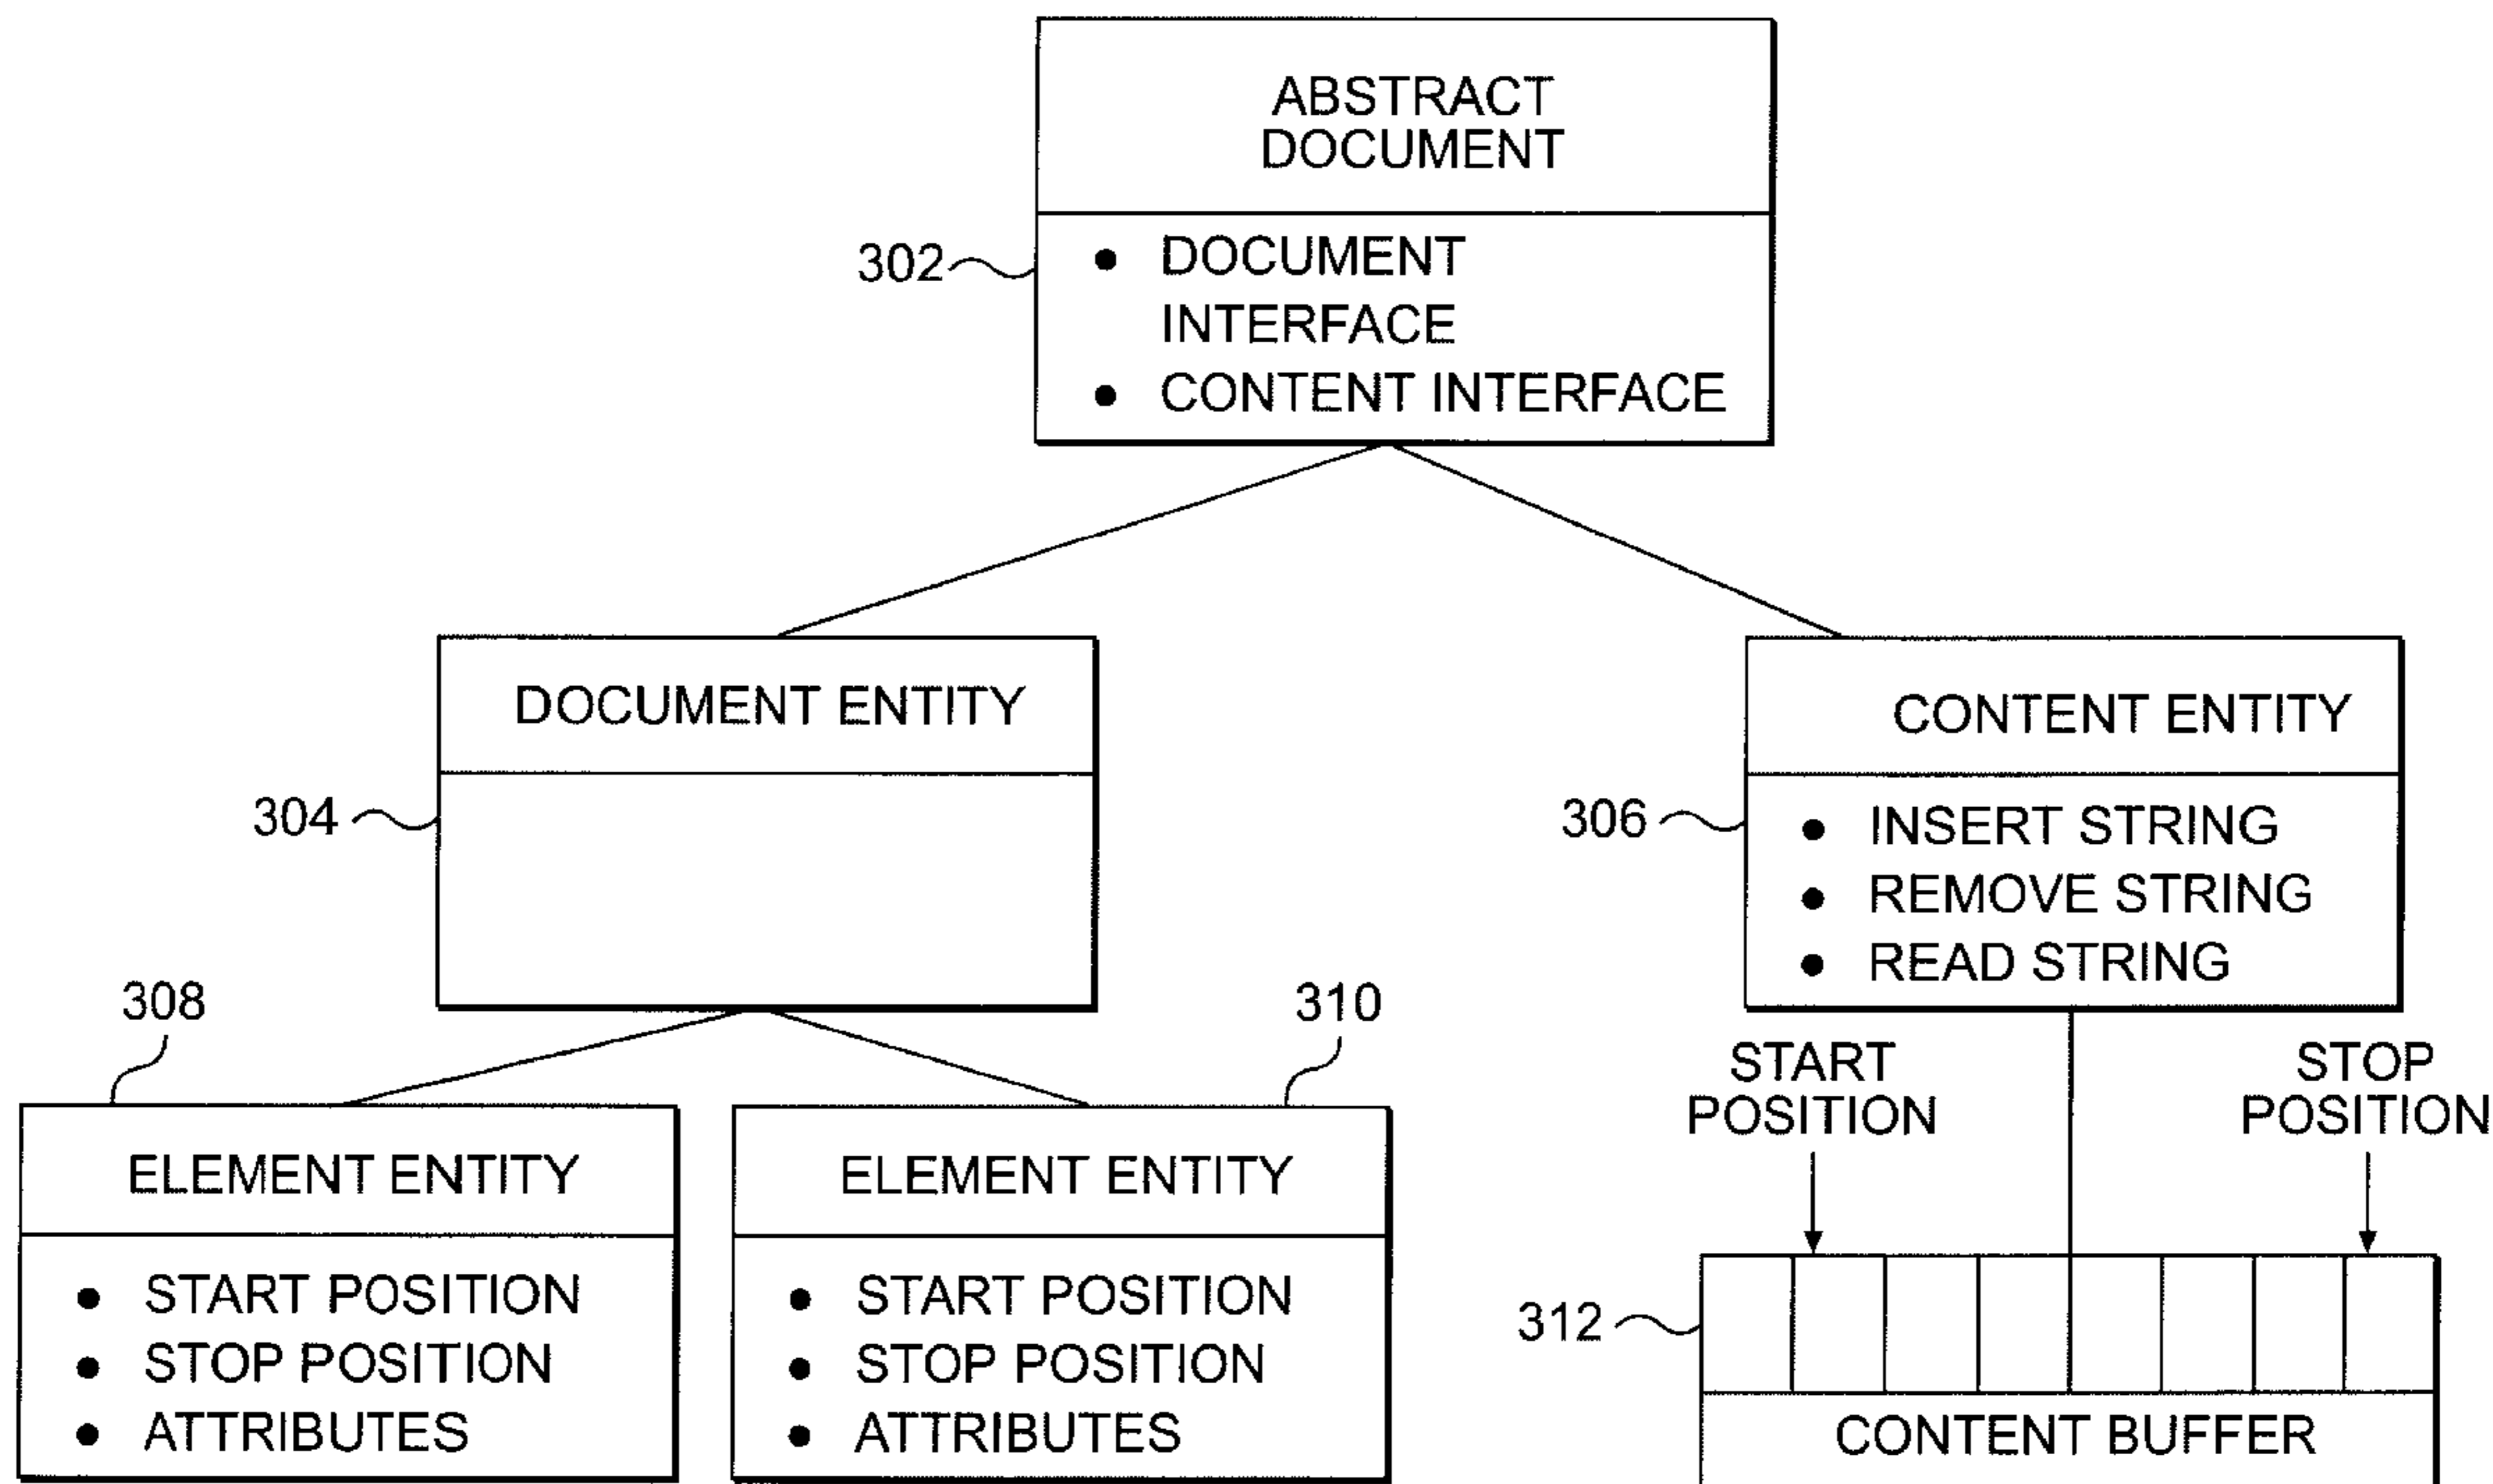 ABSTRACT
DOCUMENT
302
• DOCUMENT
INTERFACE
• CONTENT INTERFACE
DOCUMENT ENTITY
304
CONTENT ENTITY
306
• INSERT STRING
• REMOVE STRING
• READ STRING
308
ELEMENT ENTITY
• START POSITION
• STOP POSITION
• ATTRIBUTES
310
ELEMENT ENTITY
• START POSITION
• STOP POSITION
• ATTRIBUTES
START
POSITION
STOP
POSITION
312
CONTENT BUFFER